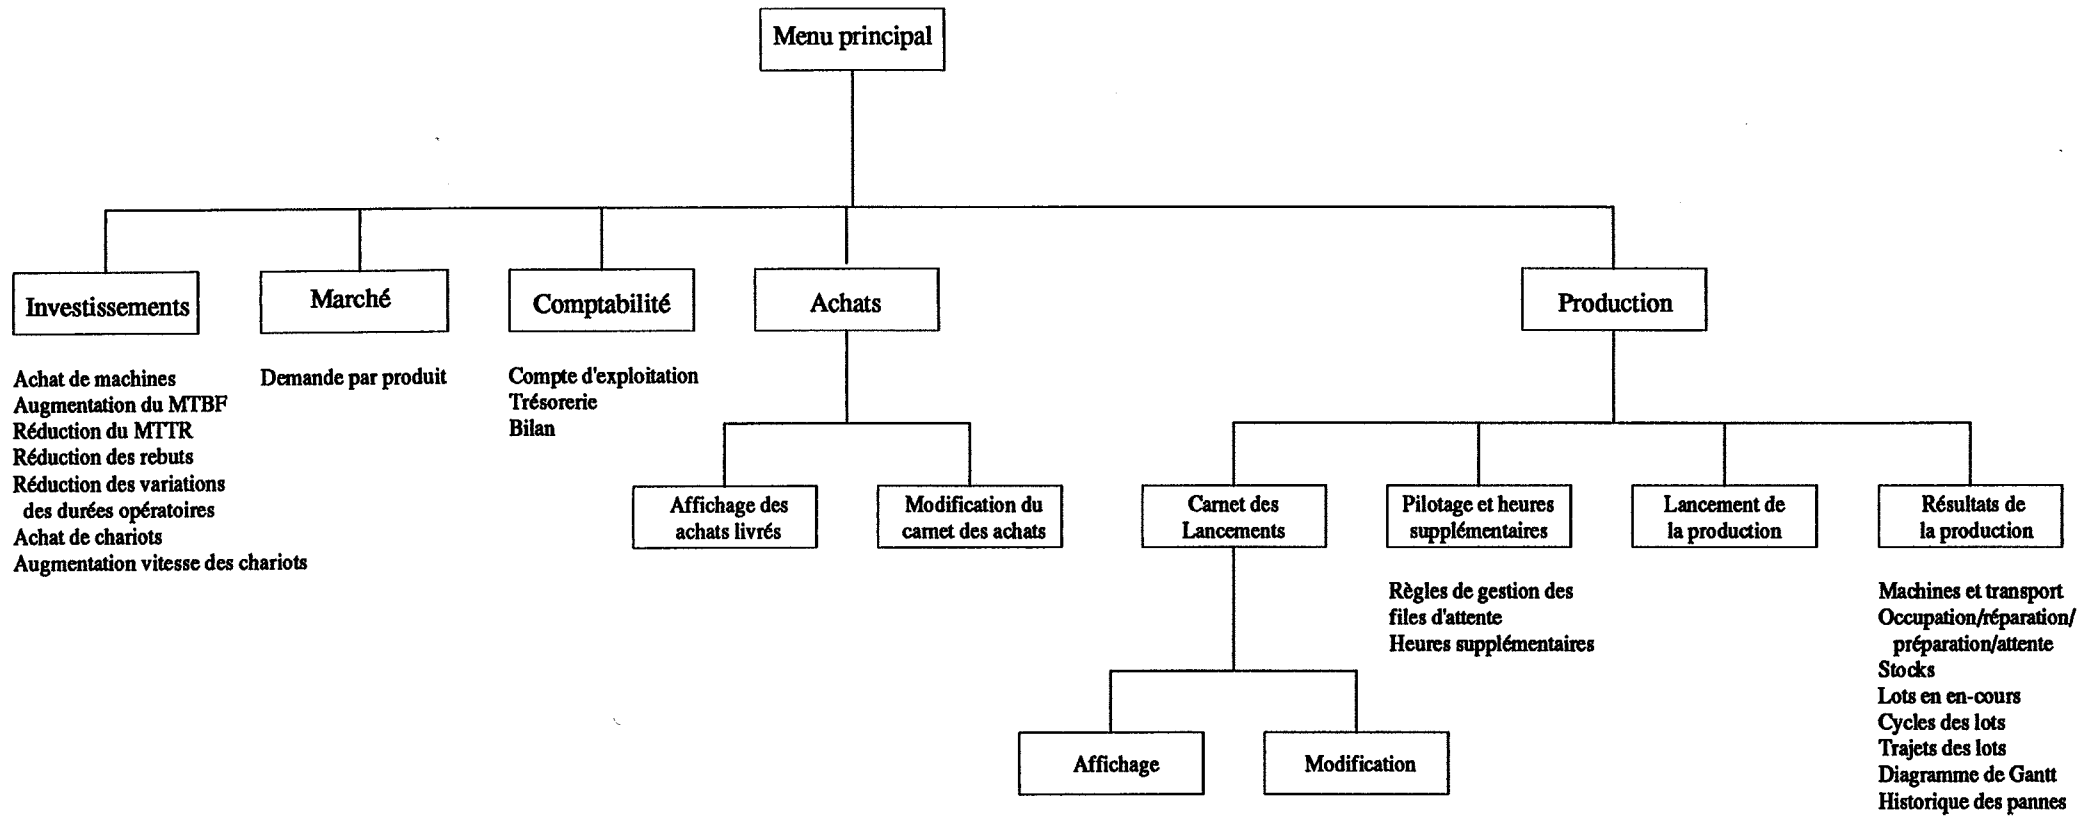 Menu principal
Investissements
Marché
Comptabilité
Achats
Production
Achat de machines
Augmentation du MTBF
Réduction du MTTR
Réduction des rebuts
Réduction des variations
des durées opératoires
Achat de chariots
Augmentation vitesse des chariots
Demande par produit
Compte d'exploitation
Trésorerie
Bilan
Affichage des
achats livrés
Modification du
carnet des achats
Carnet des
Lancements
Pilotage et heures
supplémentaires
Lancement de
la production
Résultats de
la production
Règles de gestion des
files d'attente
Heures supplémentaires
Machines et transport
Occupation/réparation/
préparation/attente
Stocks
Lots en en-cours
Cycles des lots
Trajets des lots
Diagramme de Gantt
Historique des pannes
Affichage
Modification